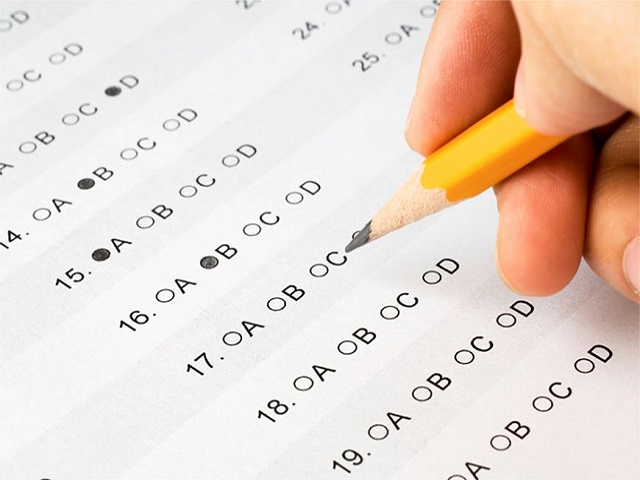 D
C D
A B C D
14. A B C D
15. A B C D
16. A B C D
17. A B C
18. A B C D
19. A B C D
A B C D
24. A
25. A